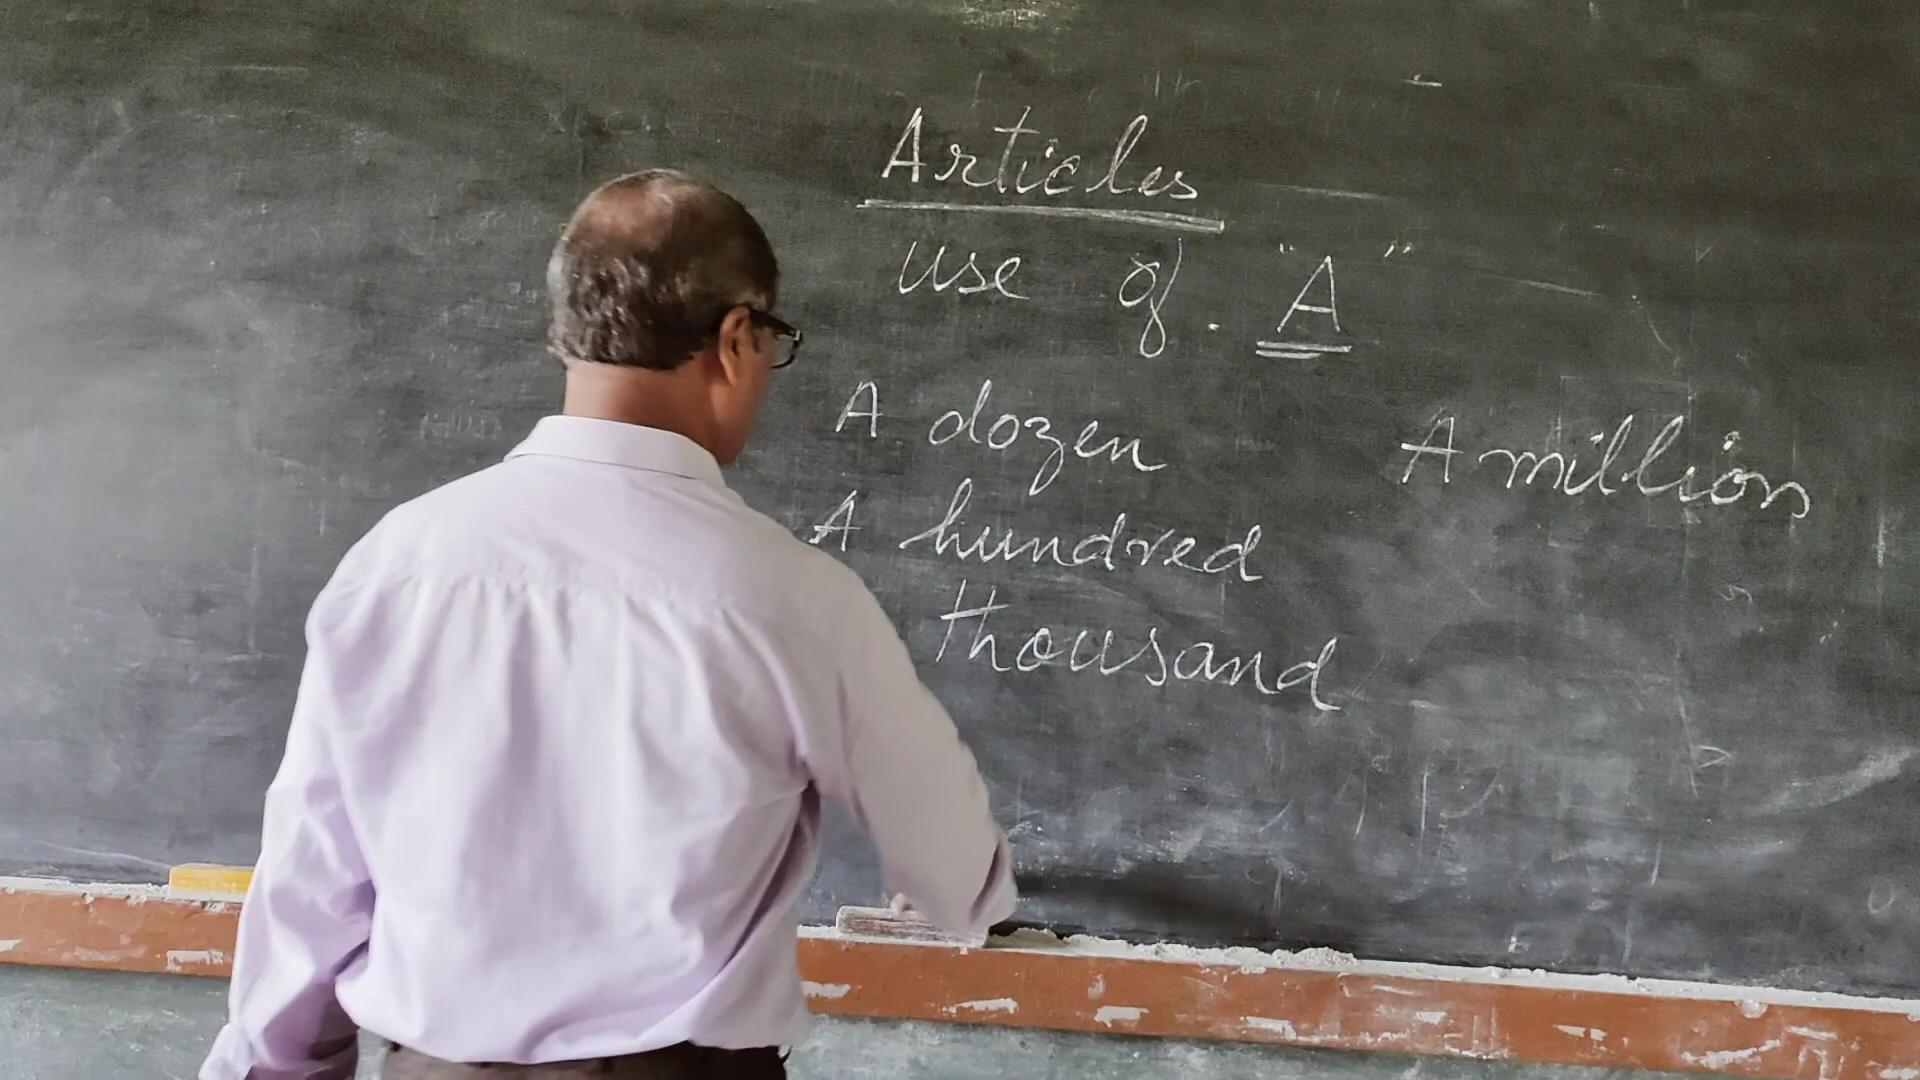 Articles
use of. "A"
A dozen
A hundred
thousand
A million